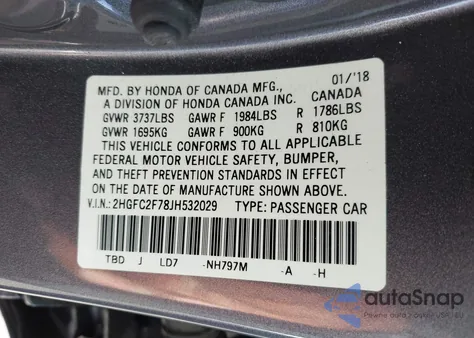 MFD. BY HONDA OF CANADA MFG., 01/'18
A DIVISION OF HONDA CANADA INC. CANADA
GVWR 3737LBS GAWR F 1984LBS R 1786LBS
GVWR 1695KG GAWR F 900KG R 810KG
THIS VEHICLE CONFORMS TO ALL APPLICABLE
FEDERAL MOTOR VEHICLE SAFETY, BUMPER,
AND THEFT PREVENTION STANDARDS IN EFFECT
ON THE DATE OF MANUFACTURE SHOWN ABOVE.
V.I.N.: 2HGFC2F78JH532029 TYPE: PASSENGER CAR
TBD J LD7 -NH797M -A -H
autoSnap